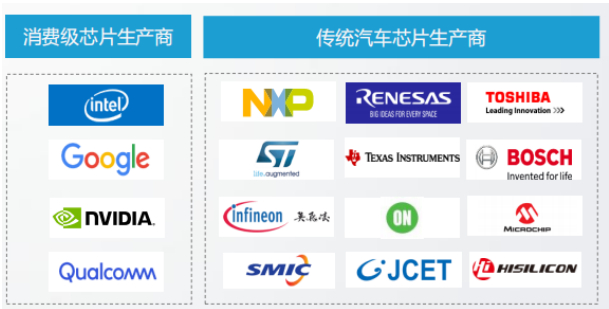 消费级芯片生产商
传统汽车芯片生产商
intel
Google
NVIDIA.
Qualcomm
NXP
RENESAS
BIG IDEAS FOR EVERY SPACE
TOSHIBA
Leading Innovation >>>
ST
life.augmented
TEXAS INSTRUMENTS
BOSCH
Invented for life
infineon 英飞凌
ON
MICROCHIP
SMIC
JCET
HISILICON